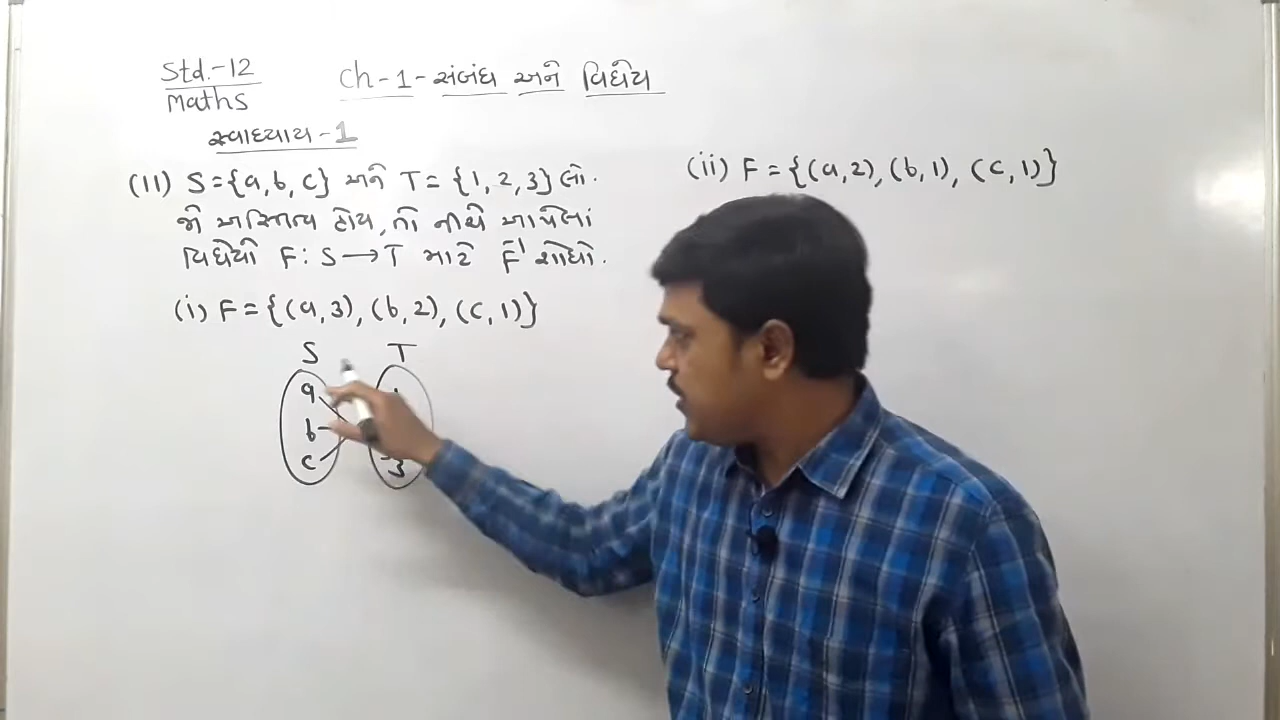 Std.-12
Maths
Ch-1-સંબંધ અને વિધેય
સ્વાધ્યાય-1
(11) S={a,b,c} અને T={1,2,3} લો.
જો અસ્તિત્વ હોય, તો નીચે આપેલાં
વિધેયો F: S→T માટે F⁻¹ શોધો.
(i) F={(a,3),(b,2),(c,1)}
S T
a
b
c 3
(ii) F={(a,2),(b,1),(c,1)}